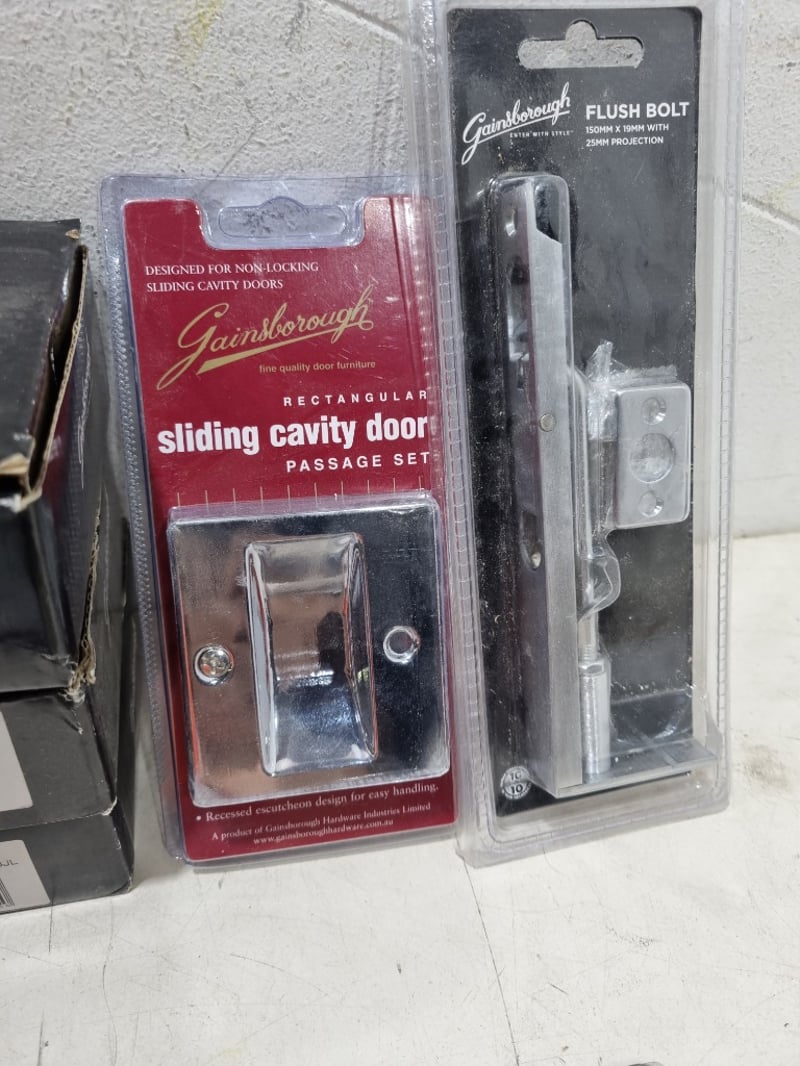 DESIGNED FOR NON-LOCKING
SLIDING CAVITY DOORS
Gainsborough
fine quality door furniture
RECTANGULAR
sliding cavity door
PASSAGE SET
• Recessed escutcheon design for easy handling.
A product of Gainsborough Hardware Industries Limited
www.gainsboroughhardware.com.au
Gainsborough
ENTER WITH STYLE
FLUSH BOLT
150MM X 19MM WITH
25MM PROJECTION
10
10